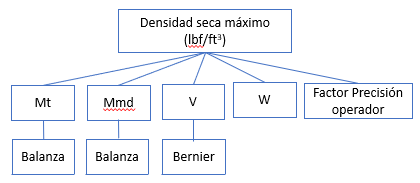 Densidad seca máximo
(lbf/ft³)
Mt
Mmd
V
W
Factor Precisión
operador
Balanza
Balanza
Bernier